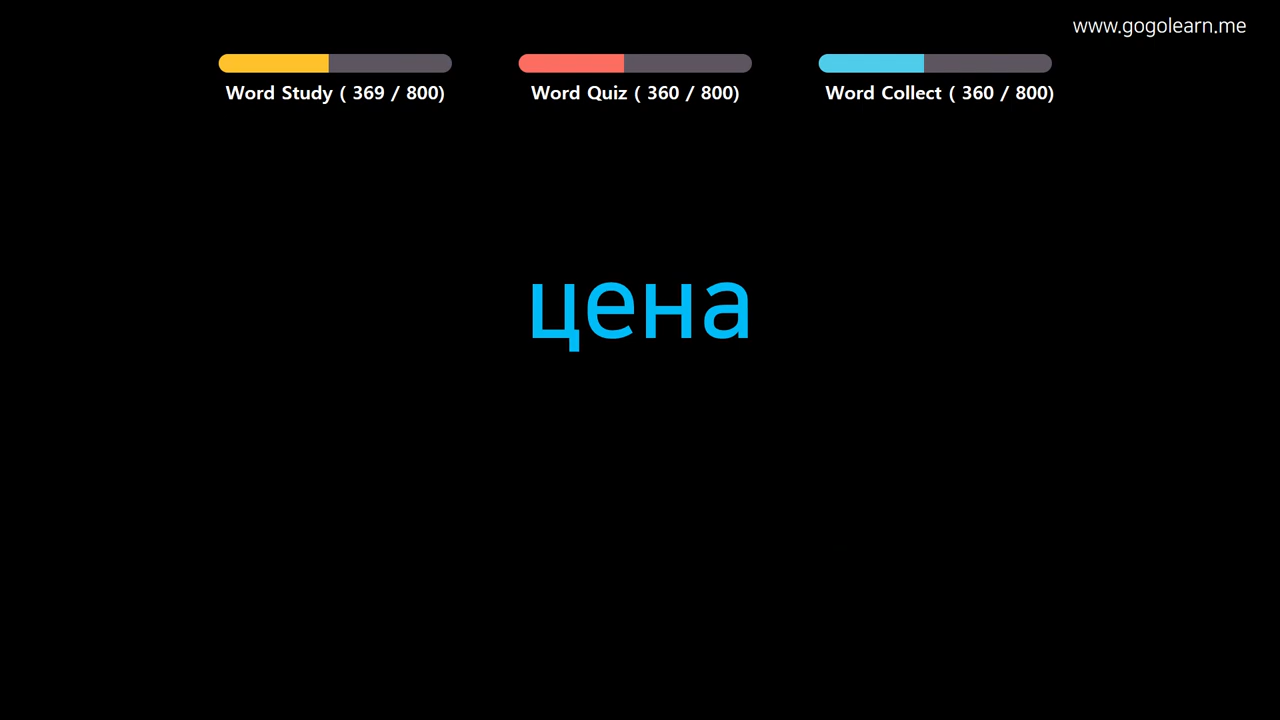 www.gogolearn.me
Word Study ( 369 / 800)
Word Quiz ( 360 / 800)
Word Collect ( 360 / 800)
цена